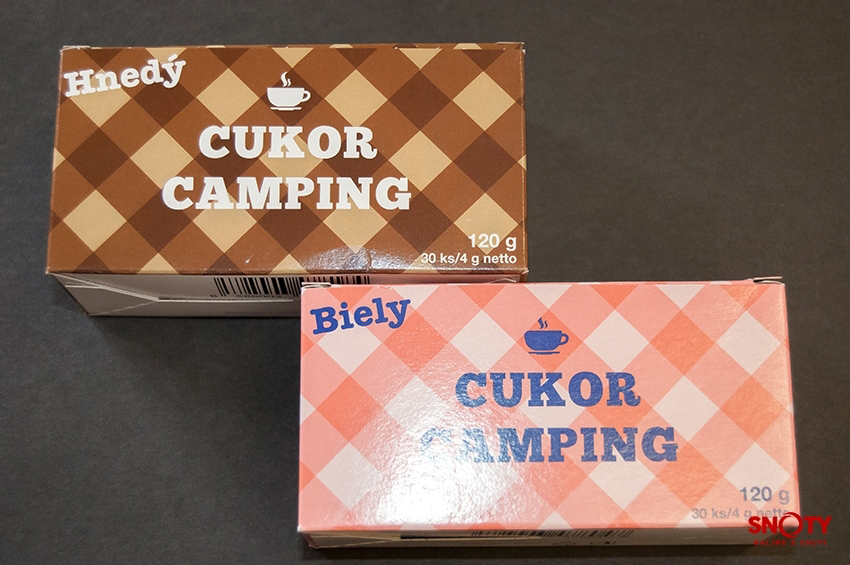 Hnedý
CUKOR
CAMPING
120 g
30 ks/4 g netto
Biely
CUKOR
CAMPING
120 g
30 ks/4 g netto
SNOTY